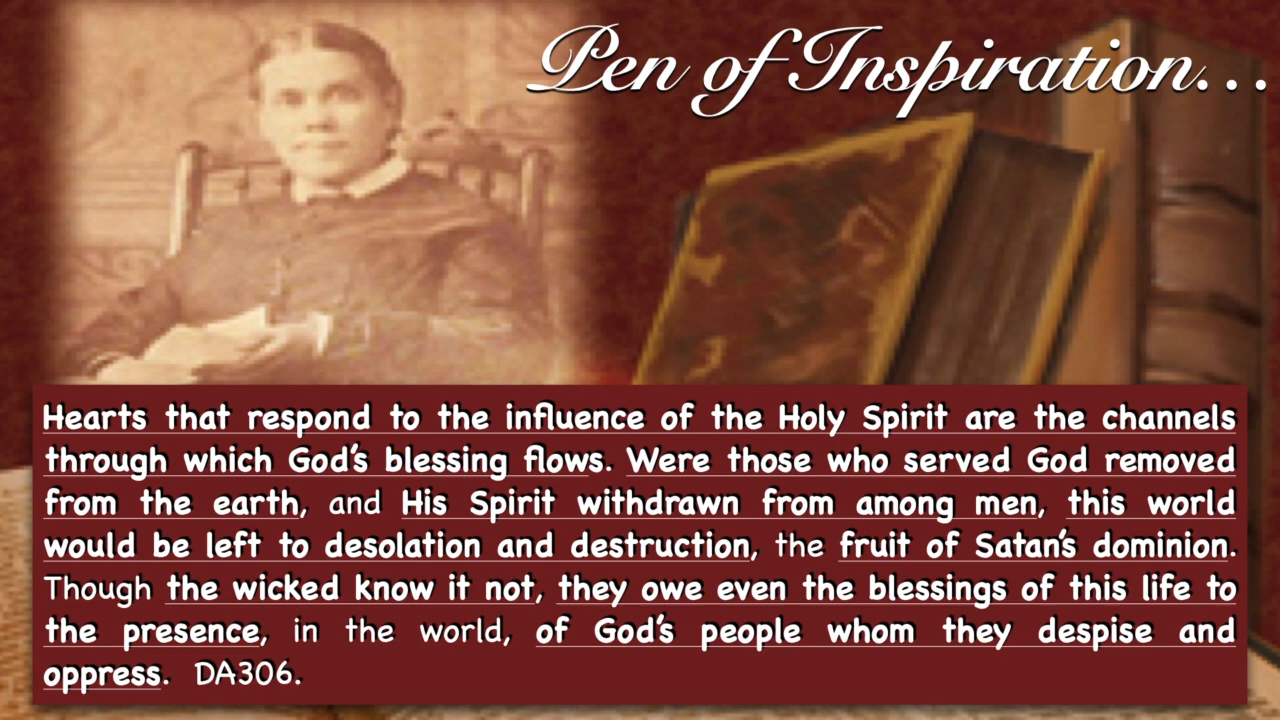 Pen of Inspiration...
Hearts that respond to the influence of the Holy Spirit are the channels
through which God's blessing flows. Were those who served God removed
from the earth, and His Spirit withdrawn from among men, this world
would be left to desolation and destruction, the fruit of Satan's dominion.
Though the wicked know it not, they owe even the blessings of this life to
the presence, in the world, of God's people whom they despise and
oppress. DA306.